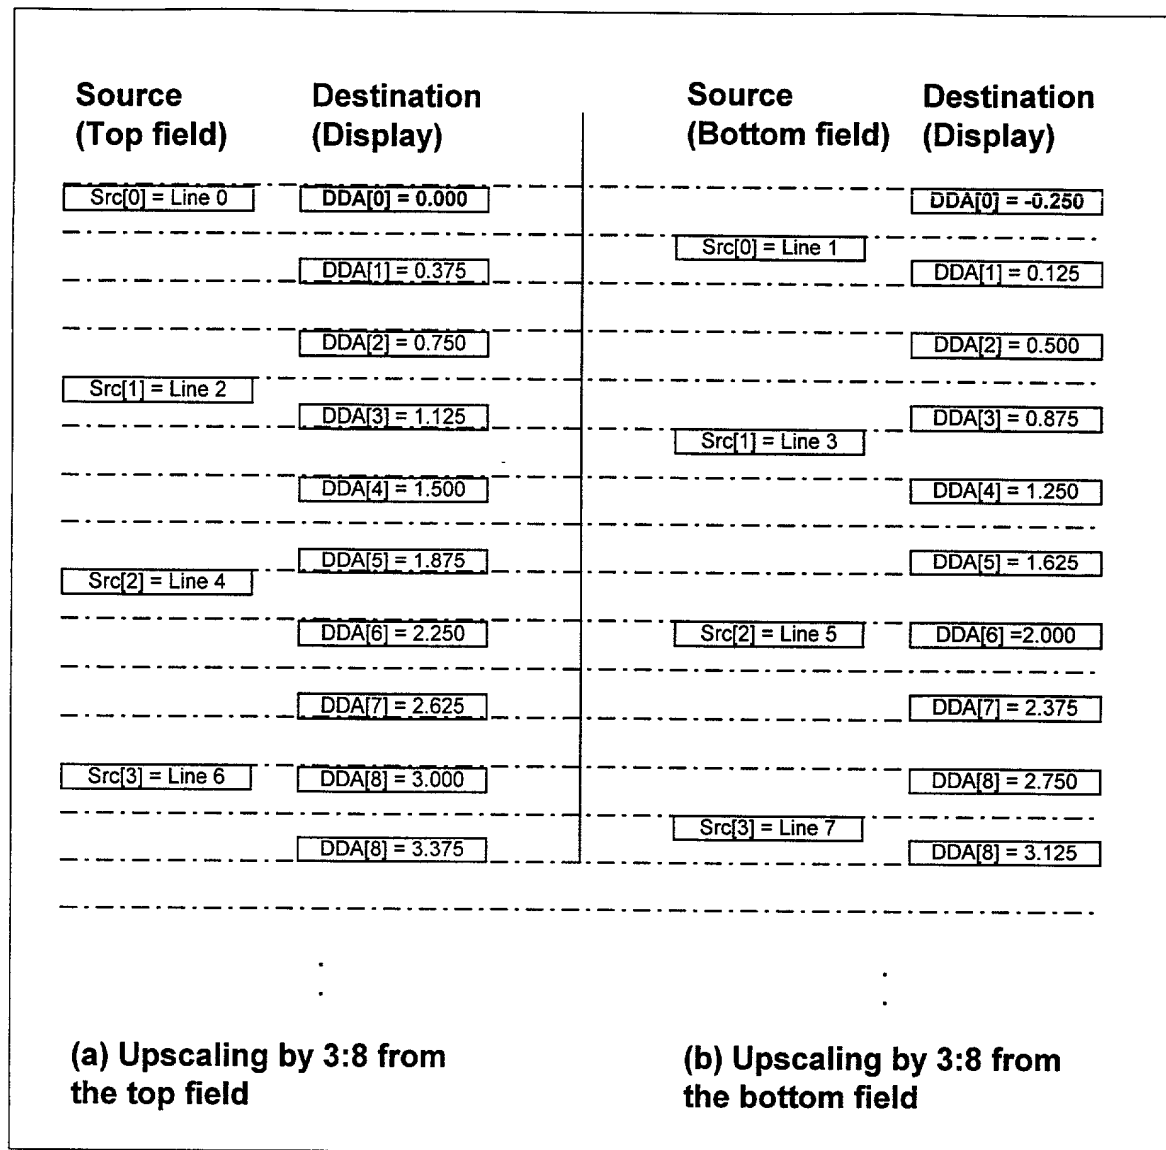 Source
(Top field)
Destination
(Display)
Src[0] = Line 0
DDA[0] = 0.000
DDA[1] = 0.375
DDA[2] = 0.750
Src[1] = Line 2
DDA[3] = 1.125
DDA[4] = 1.500
DDA[5] = 1.875
Src[2] = Line 4
DDA[6] = 2.250
DDA[7] = 2.625
Src[3] = Line 6
DDA[8] = 3.000
DDA[8] = 3.375
(a) Upscaling by 3:8 from
the top field
Source
(Bottom field)
Destination
(Display)
DDA[0] = -0.250
Src[0] = Line 1
DDA[1] = 0.125
DDA[2] = 0.500
DDA[3] = 0.875
Src[1] = Line 3
DDA[4] = 1.250
DDA[5] = 1.625
Src[2] = Line 5
DDA[6] =2.000
DDA[7] = 2.375
DDA[8] = 2.750
Src[3] = Line 7
DDA[8] = 3.125
(b) Upscaling by 3:8 from
the bottom field